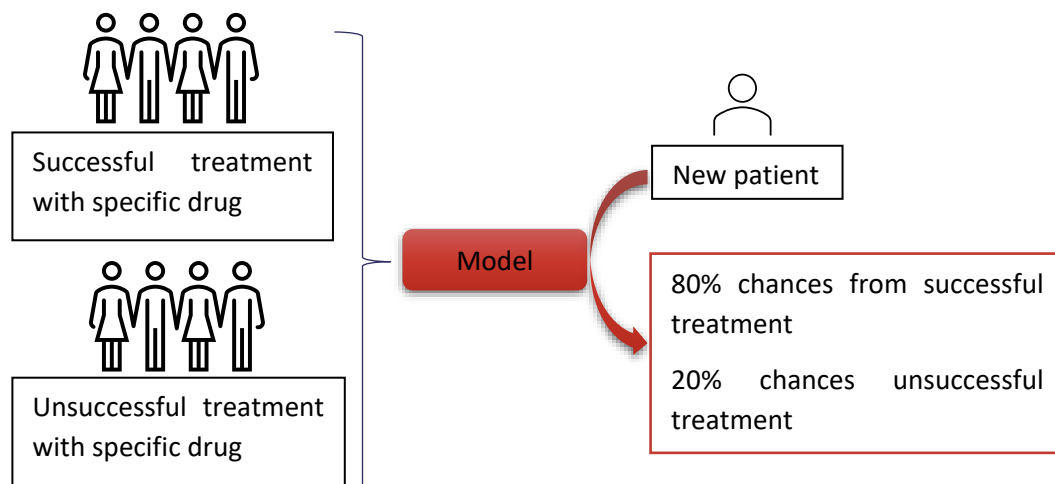 Successful treatment
with specific drug
Unsuccessful treatment
with specific drug
Model
New patient
80% chances from successful
treatment
20% chances unsuccessful
treatment